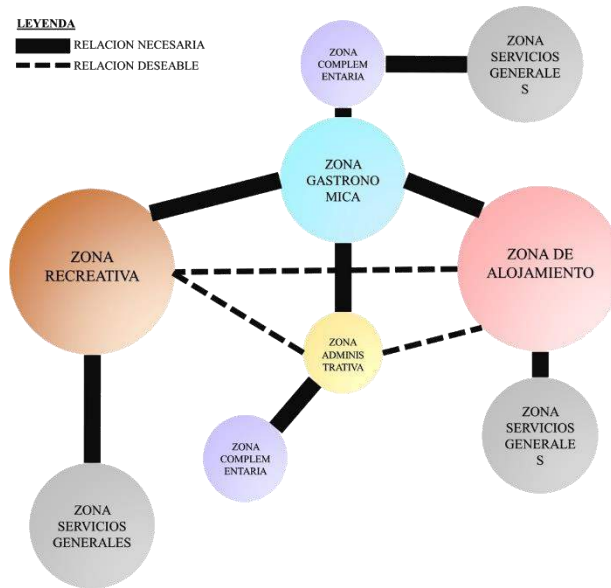 LEYENDA
RELACION NECESARIA
RELACION DESEABLE
ZONA
COMPLEM
ENTARIA
ZONA
SERVICIOS
GENERALE
S
ZONA
GASTRONO
MICA
ZONA
RECREATIVA
ZONA DE
ALOJAMIENTO
ZONA
ADMINIS
TRATIVA
ZONA
COMPLEM
ENTARIA
ZONA
SERVICIOS
GENERALE
S
ZONA
SERVICIOS
GENERALES